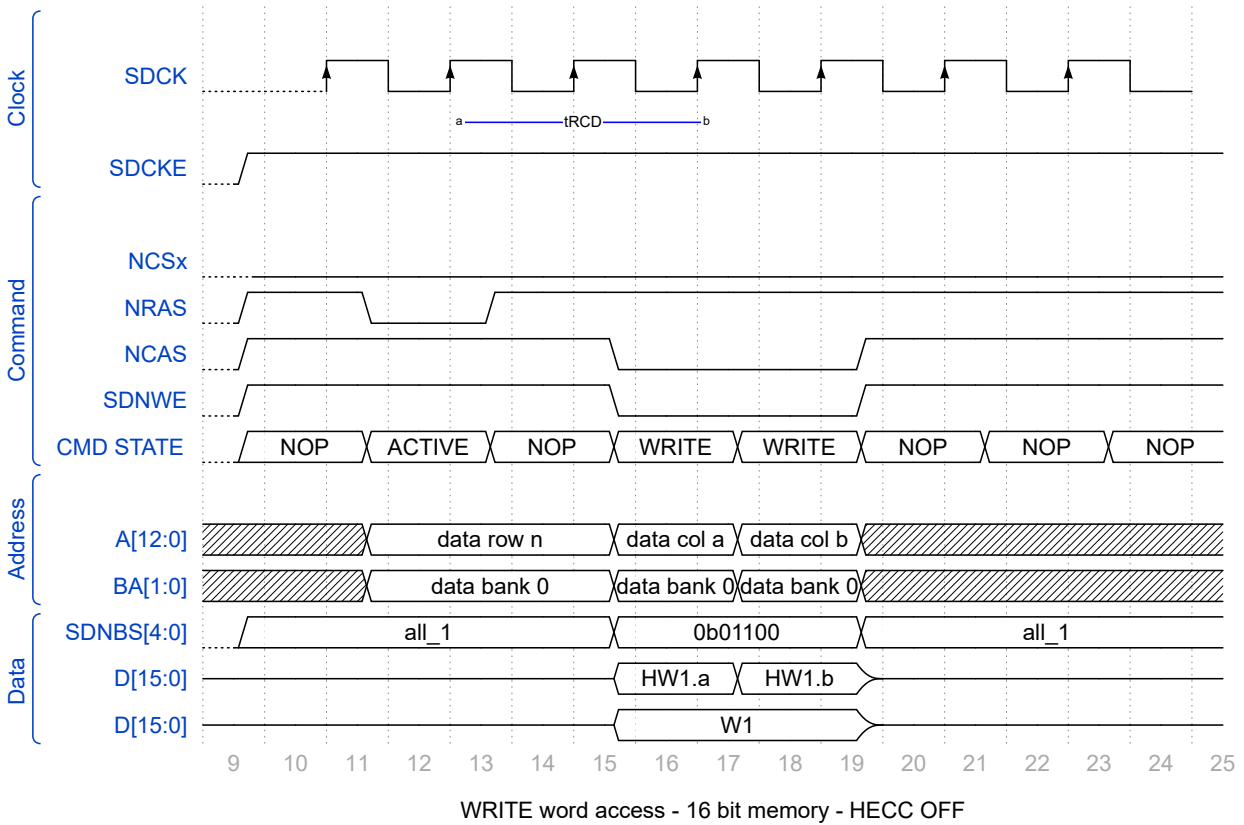 Clock
SDCK
a tRCD b
SDCKE
Command
NCSx
NRAS
NCAS
SDNWE
CMD STATE NOP ACTIVE NOP WRITE WRITE NOP NOP NOP
Address
A[12:0] data row n data col a data col b
BA[1:0] data bank 0 data bank 0 data bank 0
Data
SDNBS[4:0] all_1 0b01100 all_1
D[15:0] HW1.a HW1.b
D[15:0] W1
9 10 11 12 13 14 15 16 17 18 19 20 21 22 23 24 25
WRITE word access - 16 bit memory - HECC OFF